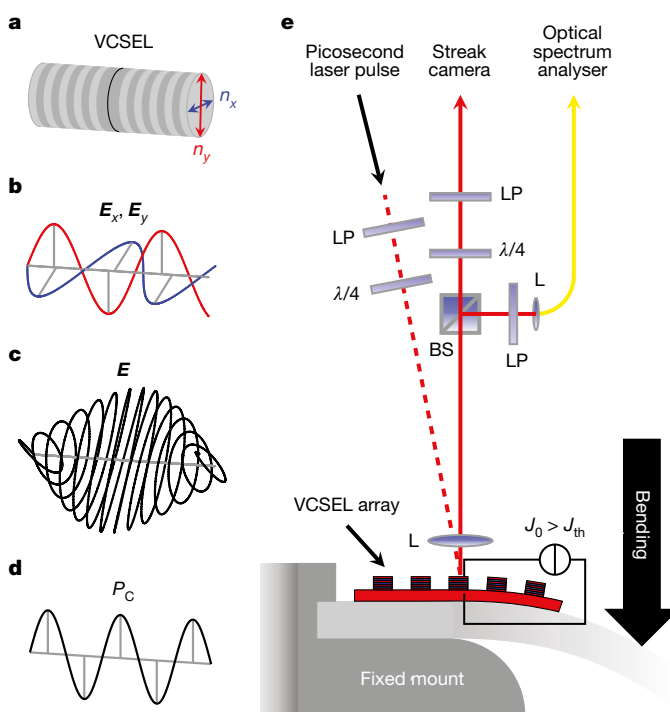 a
VCSEL
n_x
n_y
b
E_x, E_y
c
E
d
P_C
e
Picosecond
laser pulse
Streak
camera
Optical
spectrum
analyser
LP
LP
λ/4
λ/4
L
BS
LP
VCSEL array
L
J_0 > J_th
Bending
Fixed mount